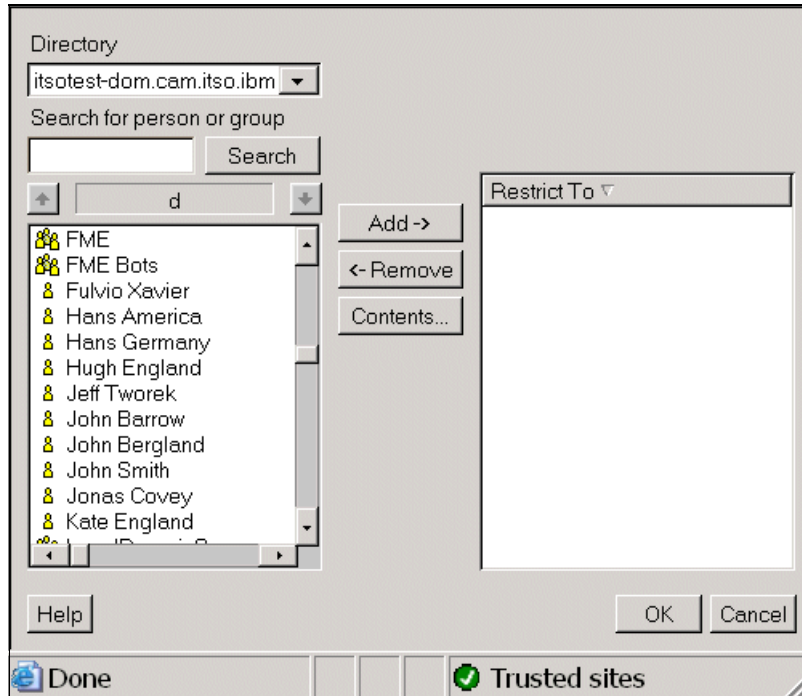 Directory
itsotest-dom.cam.itso.ibm
Search for person or group
Search
d
FME
FME Bots
Fulvio Xavier
Hans America
Hans Germany
Hugh England
Jeff Tworek
John Barrow
John Bergland
John Smith
Jonas Covey
Kate England
Add ->
<- Remove
Contents...
Restrict To
Help
OK
Cancel
Done
Trusted sites